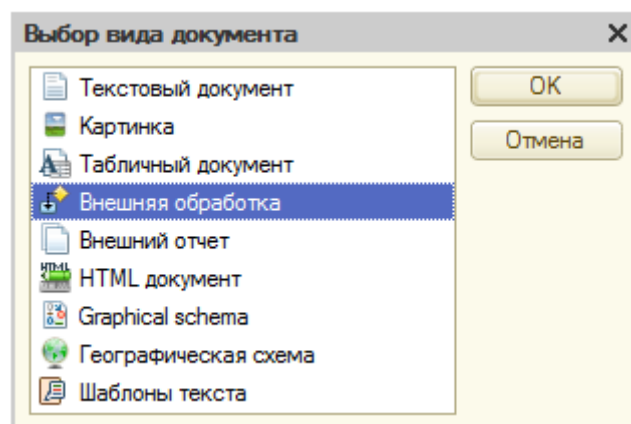 Выбор вида документа
Текстовый документ
OK
Картинка
Отмена
Табличный документ
Внешняя обработка
Внешний отчет
HTML документ
Graphical schema
Географическая схема
Шаблоны текста